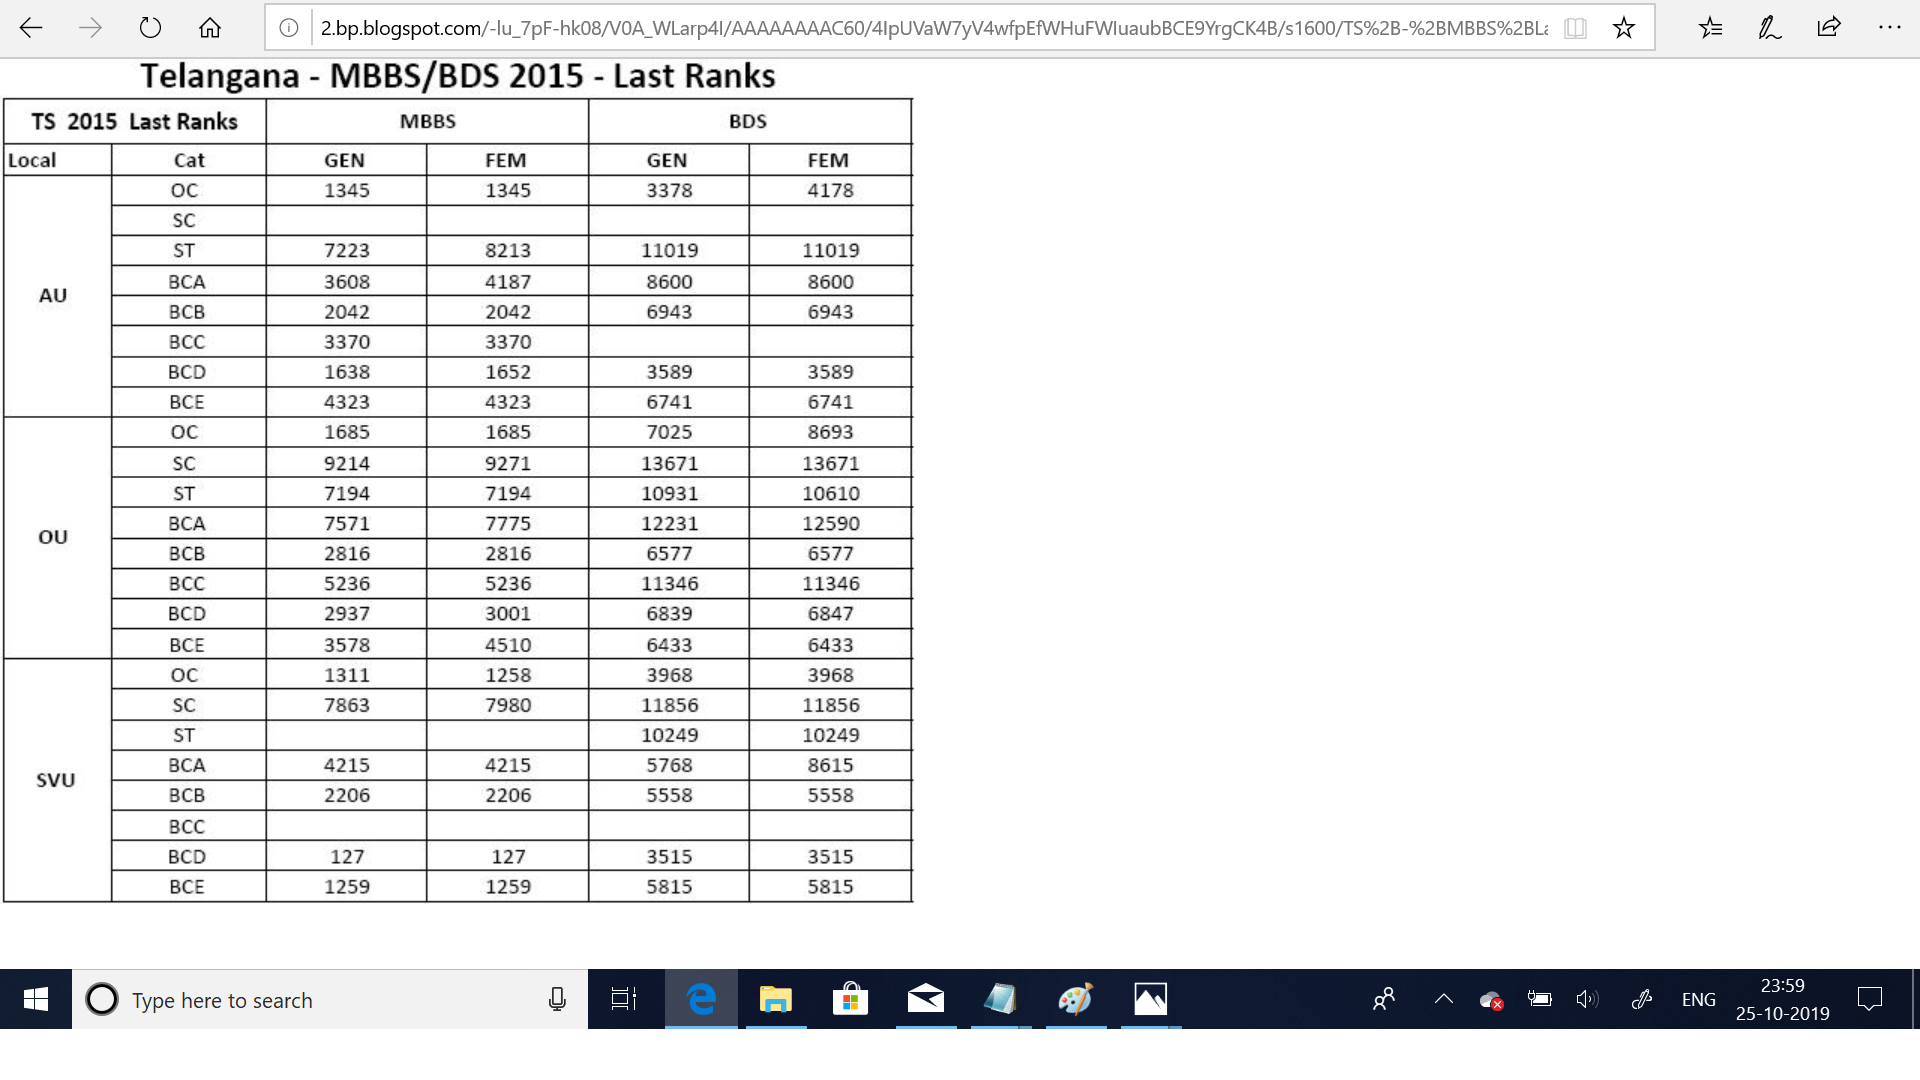 2.bp.blogspot.com/-lu_7pF-hk08/V0A_WLarp4I/AAAAAAAAC60/4IpUVaW7yV4wfpEfWHuFWIuaubBCE9YrgCK4B/s1600/TS%2B-%2BMBBS%2BLa
Telangana - MBBS/BDS 2015 - Last Ranks
TS 2015 Last Ranks MBBS BDS
Local Cat GEN FEM GEN FEM
AU
OC 1345 1345 3378 4178
SC
ST 7223 8213 11019 11019
BCA 3608 4187 8600 8600
BCB 2042 2042 6943 6943
BCC 3370 3370
BCD 1638 1652 3589 3589
BCE 4323 4323 6741 6741
OU
OC 1685 1685 7025 8693
SC 9214 9271 13671 13671
ST 7194 7194 10931 10610
BCA 7571 7775 12231 12590
BCB 2816 2816 6577 6577
BCC 5236 5236 11346 11346
BCD 2937 3001 6839 6847
BCE 3578 4510 6433 6433
SVU
OC 1311 1258 3968 3968
SC 7863 7980 11856 11856
ST 10249 10249
BCA 4215 4215 5768 8615
BCB 2206 2206 5558 5558
BCC
BCD 127 127 3515 3515
BCE 1259 1259 5815 5815
Type here to search
ENG
23:59
25-10-2019